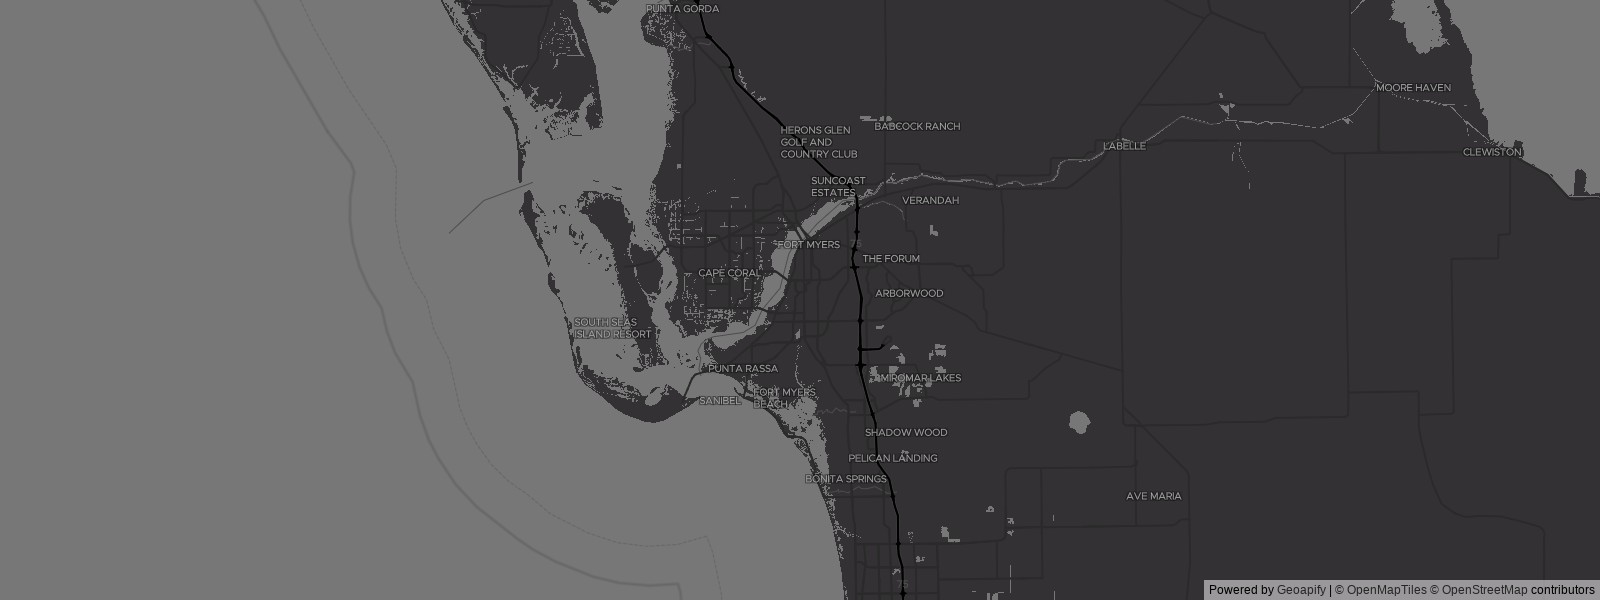 PUNTA GORDA
MOORE HAVEN
HERONS GLEN
GOLF AND
COUNTRY CLUB
BABCOCK RANCH
LABELLE
CLEWISTON
SUNCOAST
ESTATES
VERANDAH
FORT MYERS
75
THE FORUM
CAPE CORAL
ARBORWOOD
SOUTH SEAS
ISLAND RESORT
PUNTA RASSA
MIROMAR LAKES
SANIBEL
FORT MYERS
BEACH
SHADOW WOOD
PELICAN LANDING
BONITA SPRINGS
AVE MARIA
75
Powered by Geoapify | © OpenMapTiles © OpenStreetMap contributors